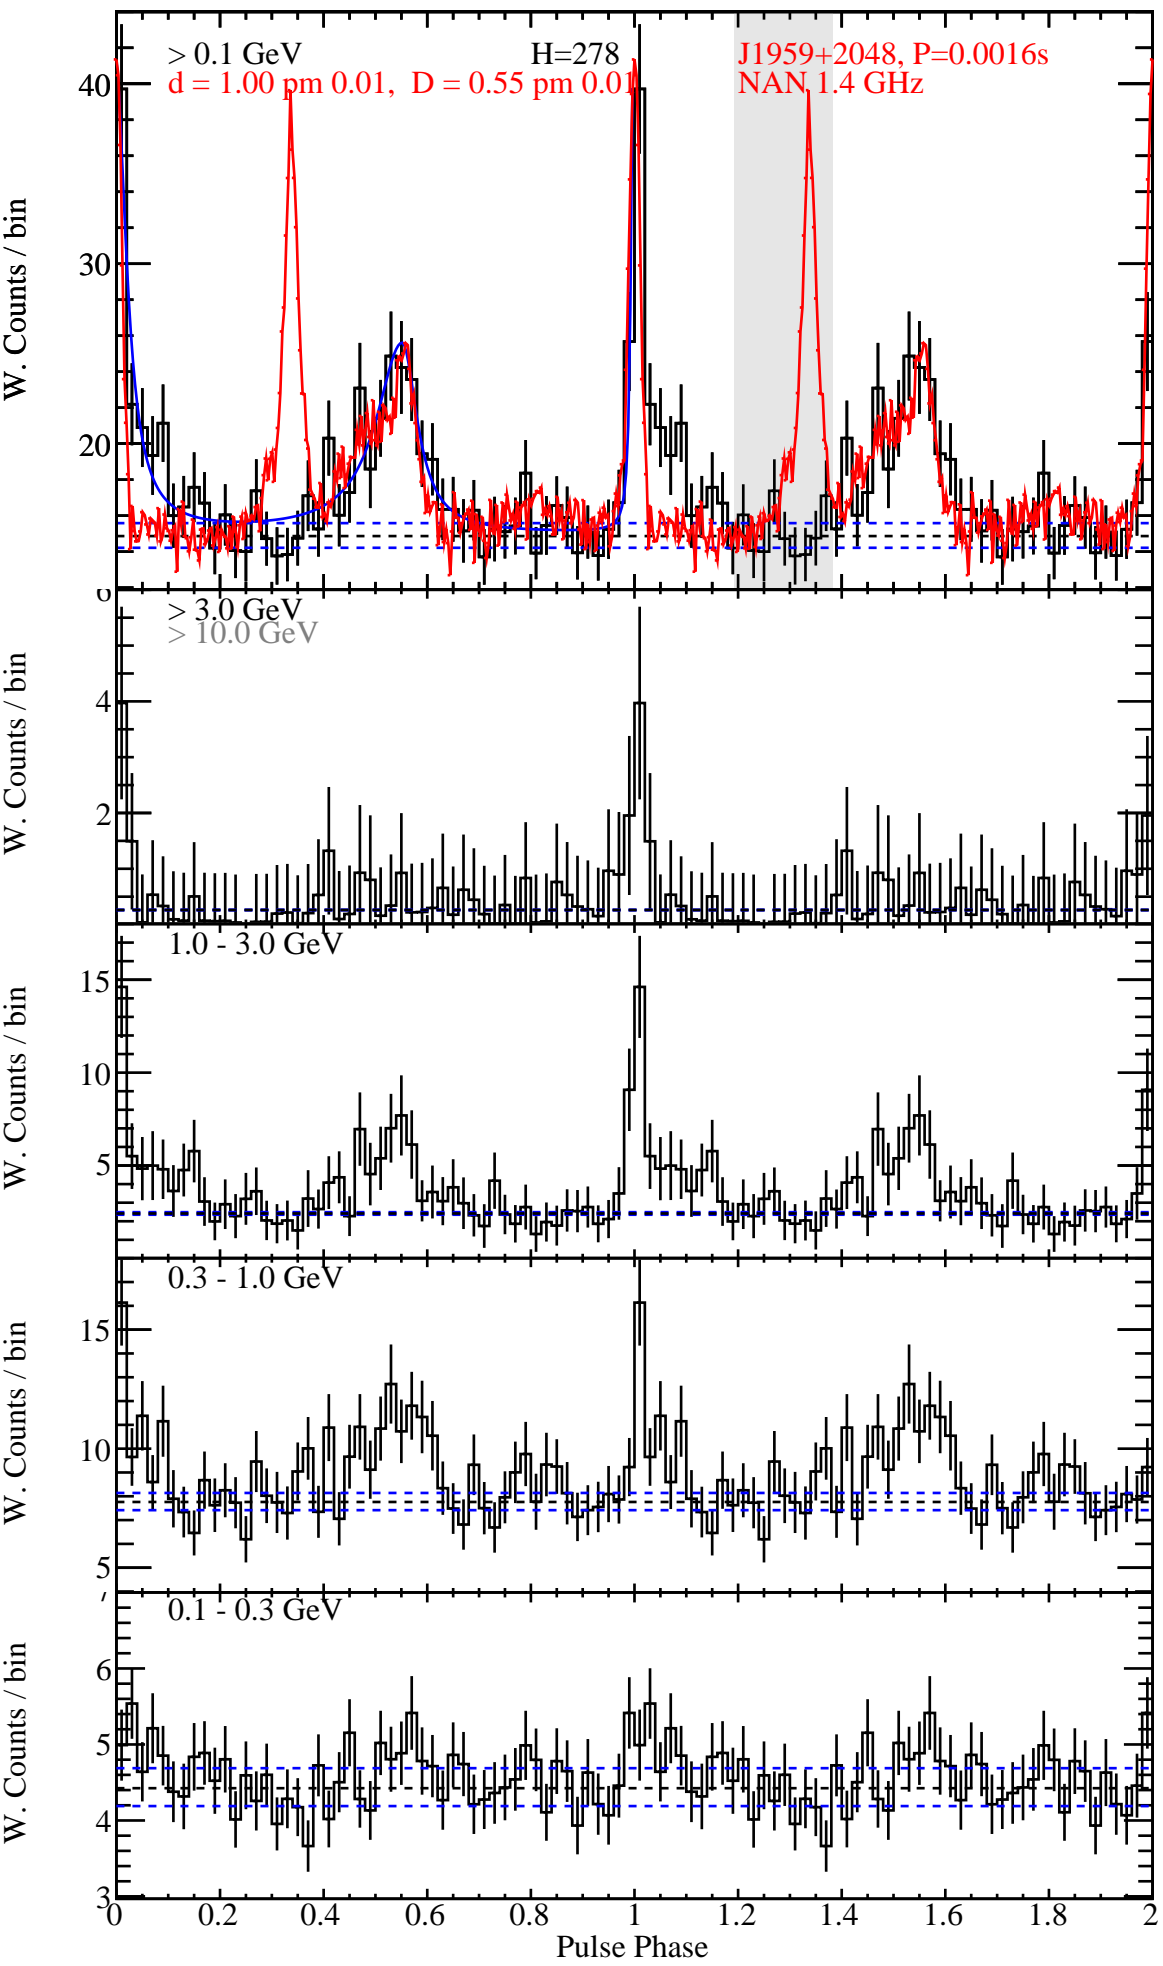 > 0.1 GeV H=278 J1959+2048, P=0.0016s
d = 1.00 pm 0.01, D = 0.55 pm 0.01 NAN 1.4 GHz
40
30
20
W. Counts / bin
6
> 3.0 GeV
> 10.0 GeV
4
2
W. Counts / bin
1.0 - 3.0 GeV
15
10
5
W. Counts / bin
0.3 - 1.0 GeV
15
10
5
W. Counts / bin
7
0.1 - 0.3 GeV
6
5
4
3
W. Counts / bin
0 0.2 0.4 0.6 0.8 1 1.2 1.4 1.6 1.8 2
Pulse Phase